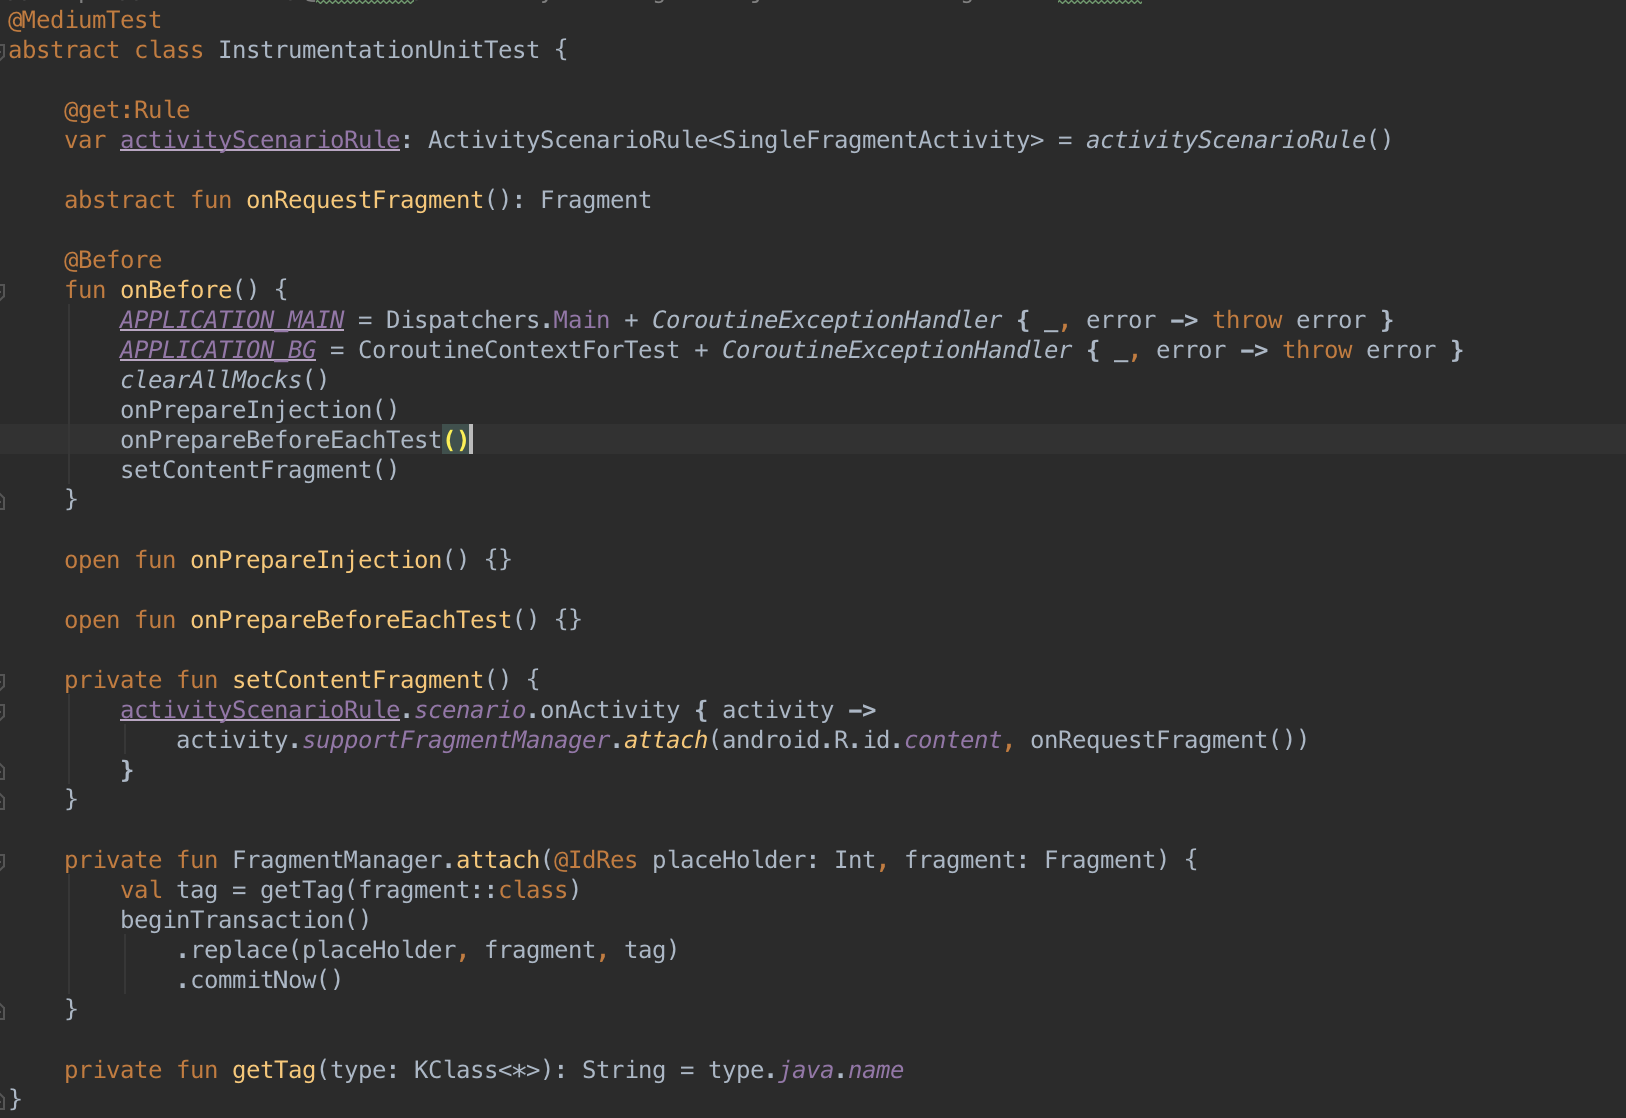 @MediumTest
abstract class InstrumentationUnitTest {
@get:Rule
var activityScenarioRule: ActivityScenarioRule<SingleFragmentActivity> = activityScenarioRule()
abstract fun onRequestFragment(): Fragment
@Before
fun onBefore() {
APPLICATION_MAIN = Dispatchers.Main + CoroutineExceptionHandler { _, error -> throw error }
APPLICATION_BG = CoroutineContextForTest + CoroutineExceptionHandler { _, error -> throw error }
clearAllMocks()
onPrepareInjection()
onPrepareBeforeEachTest()
setContentFragment()
}
open fun onPrepareInjection() {}
open fun onPrepareBeforeEachTest() {}
private fun setContentFragment() {
activityScenarioRule.scenario.onActivity { activity ->
activity.supportFragmentManager.attach(android.R.id.content, onRequestFragment())
}
}
private fun FragmentManager.attach(@IdRes placeHolder: Int, fragment: Fragment) {
val tag = getTag(fragment::class)
beginTransaction()
.replace(placeHolder, fragment, tag)
.commitNow()
}
private fun getTag(type: KClass<*>): String = type.java.name
}